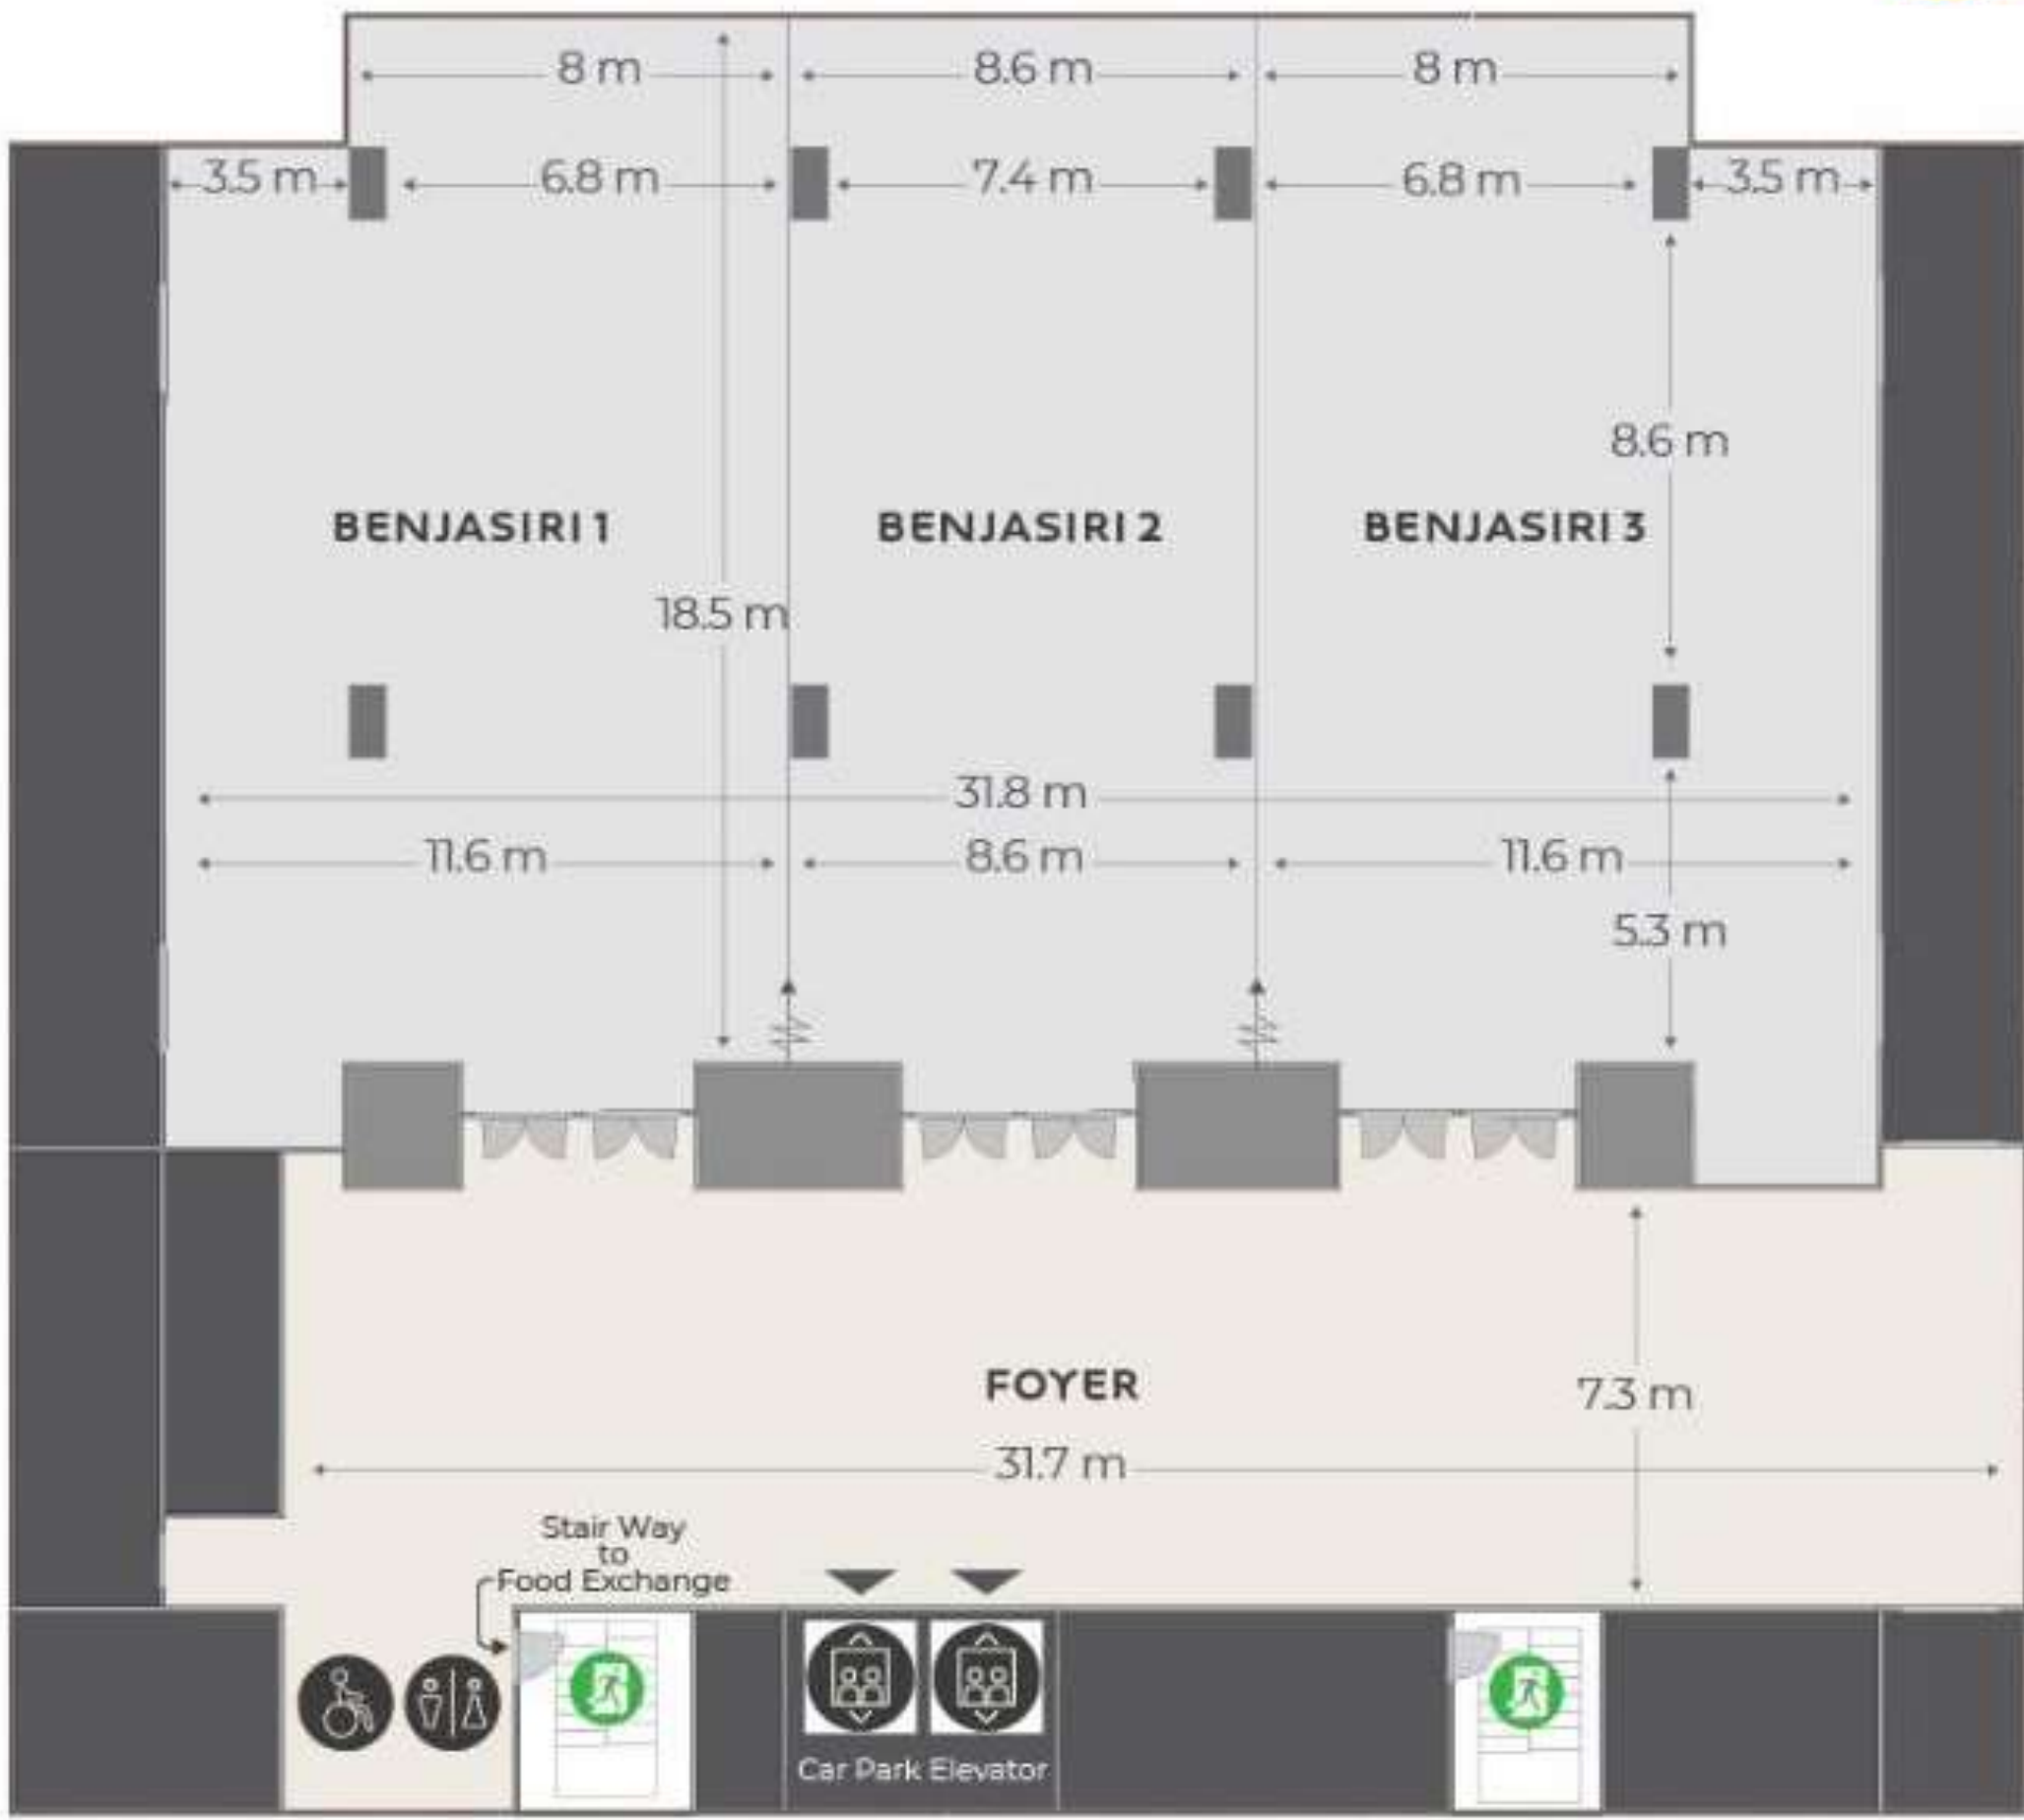 8 m
8.6 m
8 m
3.5 m
6.8 m
7.4 m
6.8 m
3.5 m
8.6 m
BENJASIRI 1
BENJASIRI 2
BENJASIRI 3
18.5 m
31.8 m
11.6 m
8.6 m
11.6 m
5.3 m
FOYER
7.3 m
31.7 m
Stair Way
to
Food Exchange
Car Park Elevator